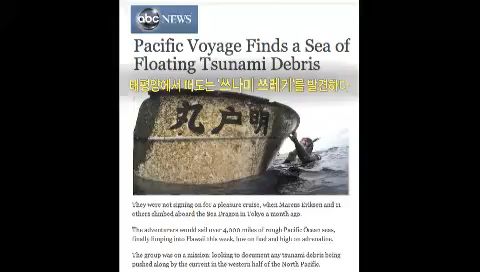 abc NEWS
Pacific Voyage Finds a Sea of
Floating Tsunami Debris
태평양에서 떠도는 '쓰나미 쓰레기'를 발견하다
丸戸明
They were not signing on for a pleasure cruise, when Marcus Eriksen and 11
others climbed aboard the Sea Dragon in Tokyo a month ago.
The adventurers would sail over 4,000 miles of rough Pacific Ocean seas,
finally limping into Hawaii this week, low on fuel and high on adrenaline.
The group was on a mission: looking to document any tsunami debris being
pushed along by the current in the western half of the North Pacific.